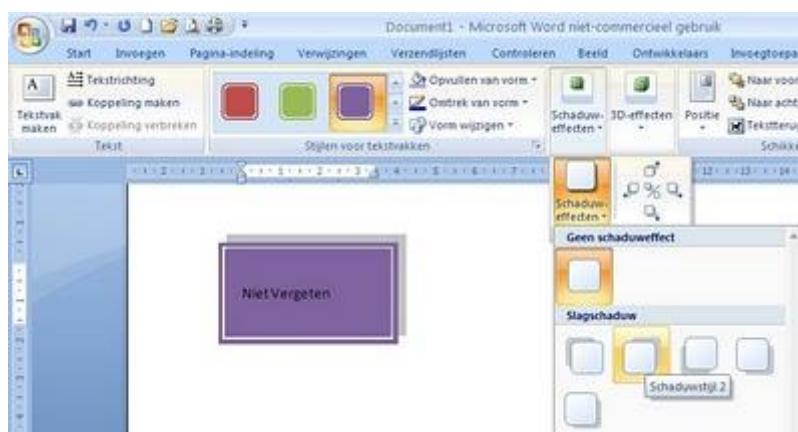 Document1 - Microsoft Word niet-commercieel gebruik
Start Invoegen Pagina-indeling Verwijzingen Verzendlijsten Controleren Beeld Ontwikkelaars Invoegtoepa
A Tekstrichting
Koppeling maken
Koppeling verbreken
Tekstvak maken
Tekst
Opvullen van vorm
Omtrek van vorm
Vorm wijzigen
Stijlen voor tekstvakken
Schaduw-
effecten
3D-effecten
Positie
Naar voor
Naar acht
Tekstterug
Schikke
Schaduw-
effecten
Geen schaduweffect
Slagschaduw
Schaduwstijl 2
Niet Vergeten